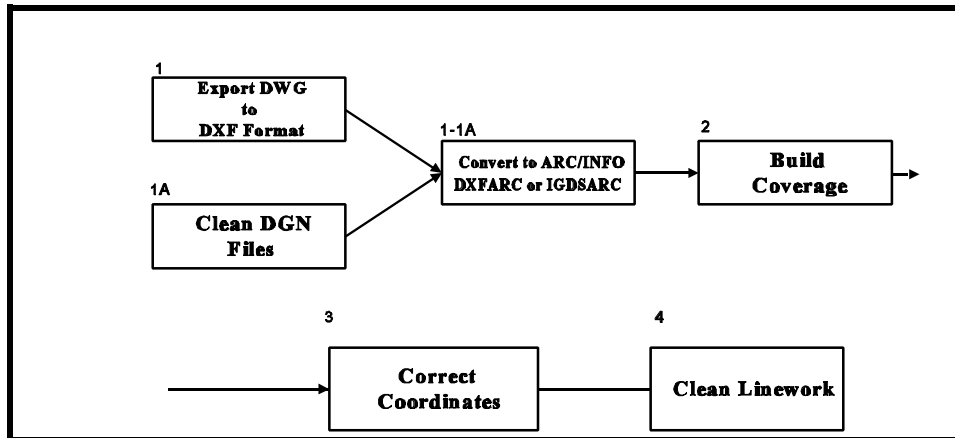 1
Export DWG
to
DXF Format
1A
Clean DGN
Files
1-1A
Convert to ARC/INFO
DXFARC or IGDSARC
2
Build
Coverage
3
Correct
Coordinates
4
Clean Linework